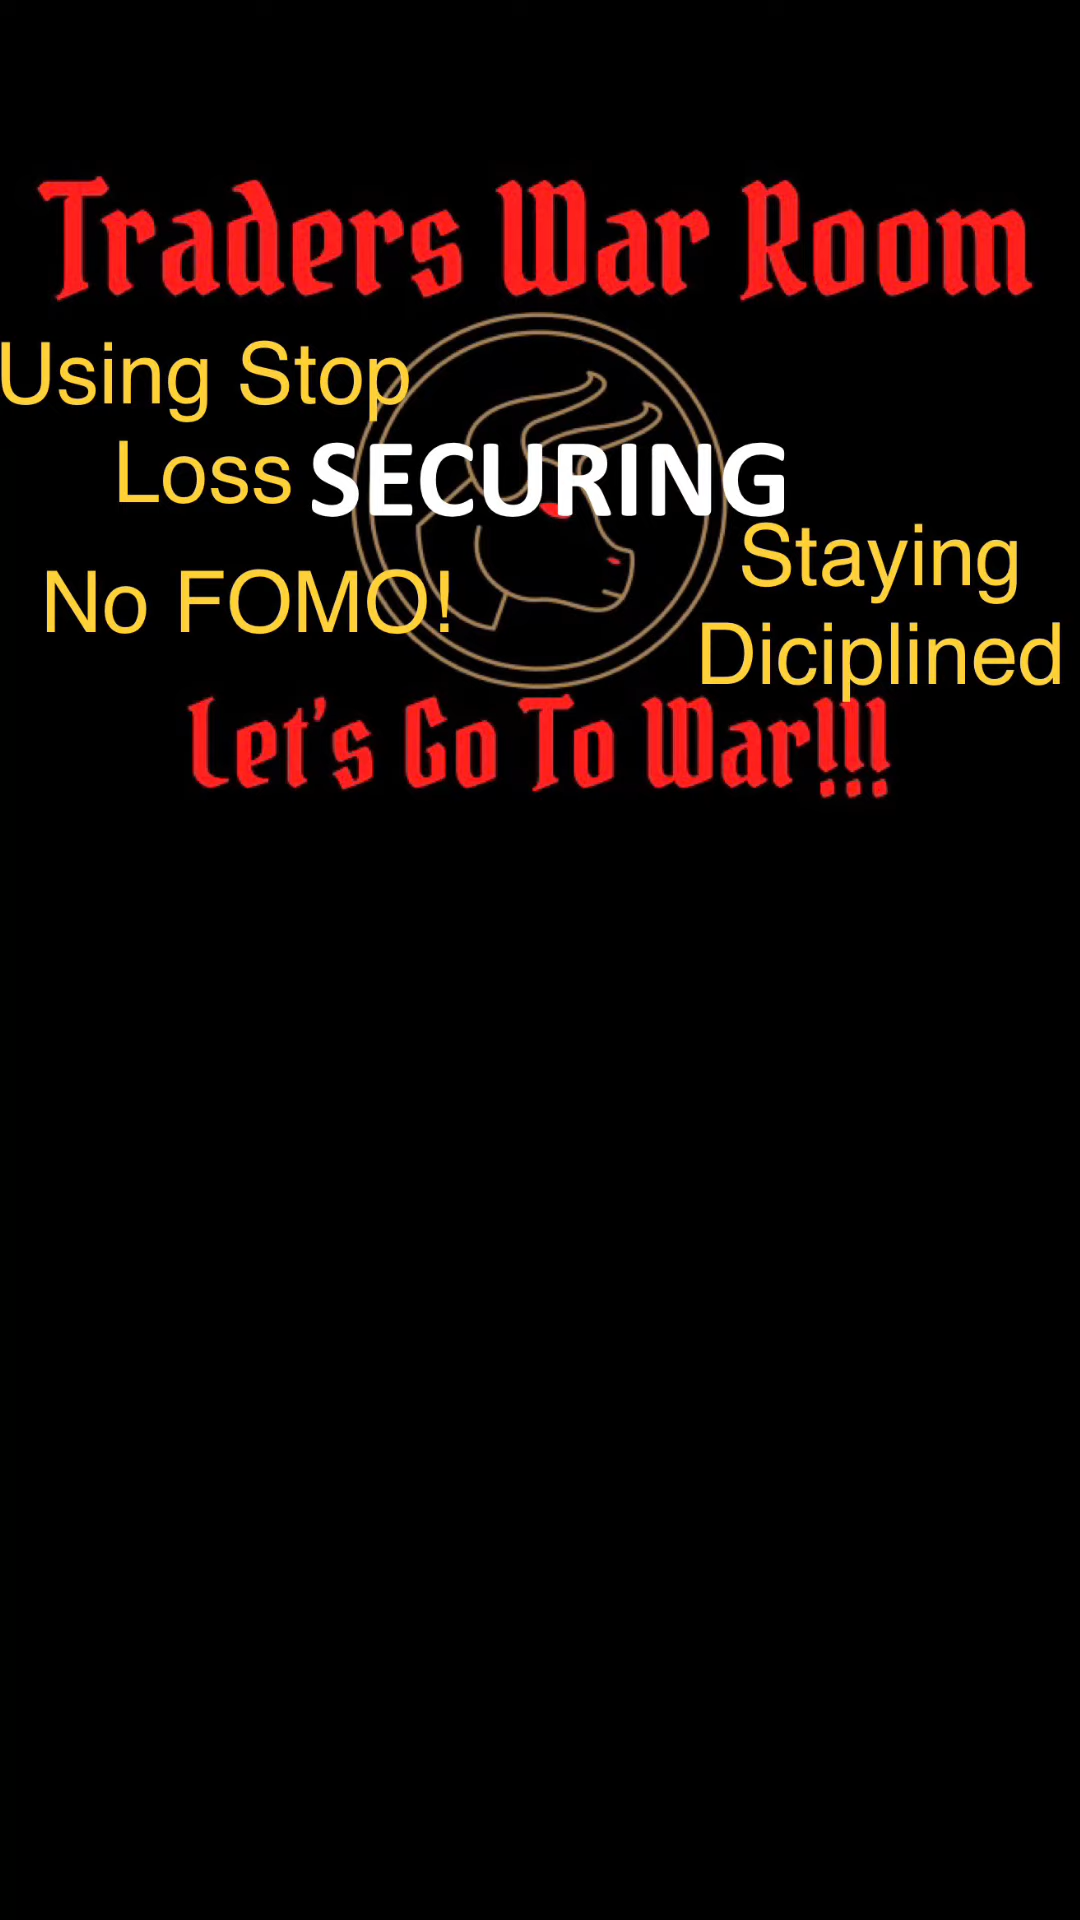 Traders War Room
Using Stop
Loss
SECURING
Staying
Diciplined
No FOMO!
Let's Go To War!!!